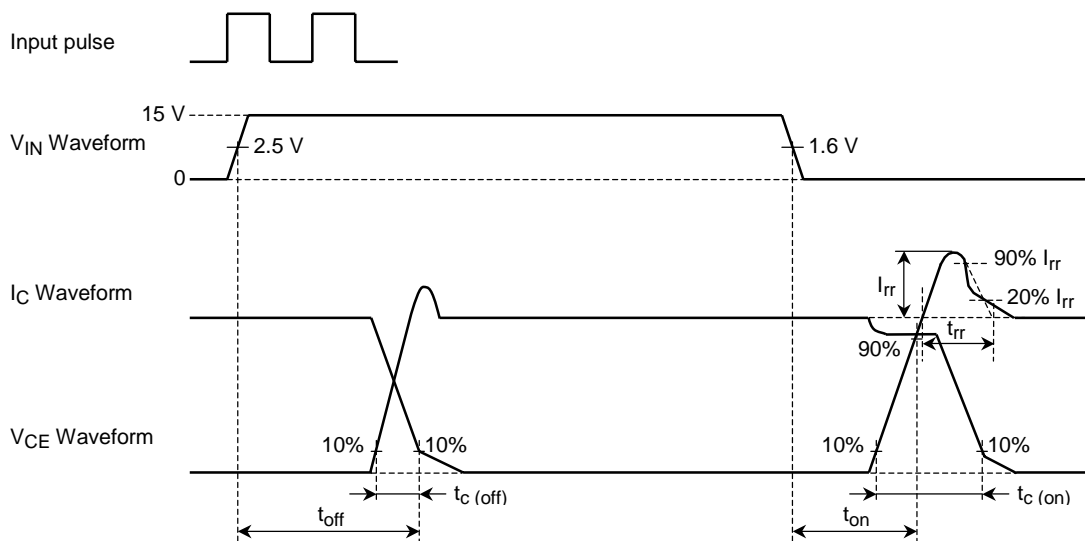 Input pulse
15 V
V_IN Waveform
2.5 V
1.6 V
0
I_C Waveform
I_rr
90% I_rr
20% I_rr
t_rr
90%
V_CE Waveform
10%
10%
10%
10%
t_c (off)
t_c (on)
t_off
t_on